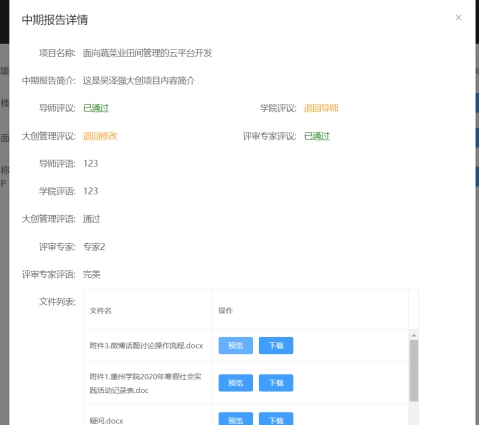 中期报告详情
项目名称: 面向蔬菜业田间管理的云平台开发
中期报告简介: 这是吴泽强大创项目内容简介
导师评议: 已通过 学院评议: 退回导师
大创管理评议: 退回修改 评审专家评议: 已通过
导师评语: 123
学院评语: 123
大创管理评语: 通过
评审专家: 专家2
评审专家评语: 完美
文件列表:
文件名 操作
附件3.微博话题讨论操作流程.docx 预览 下载
附件1.惠州学院2020年寒假社会实
践活动记录表.doc 预览 下载
疑问.docx 预览 下载
面
称
P